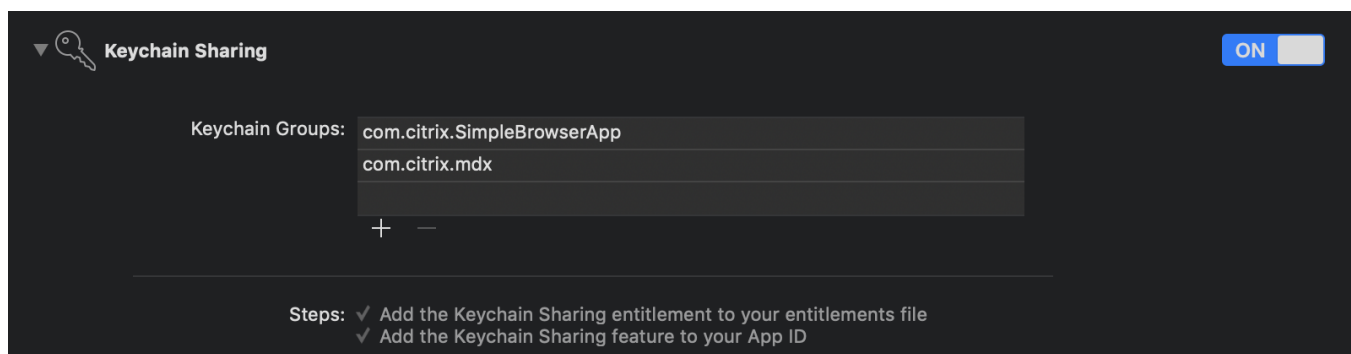 Keychain Sharing
ON
Keychain Groups:
com.citrix.SimpleBrowserApp
com.citrix.mdx
Steps:
Add the Keychain Sharing entitlement to your entitlements file
Add the Keychain Sharing feature to your App ID